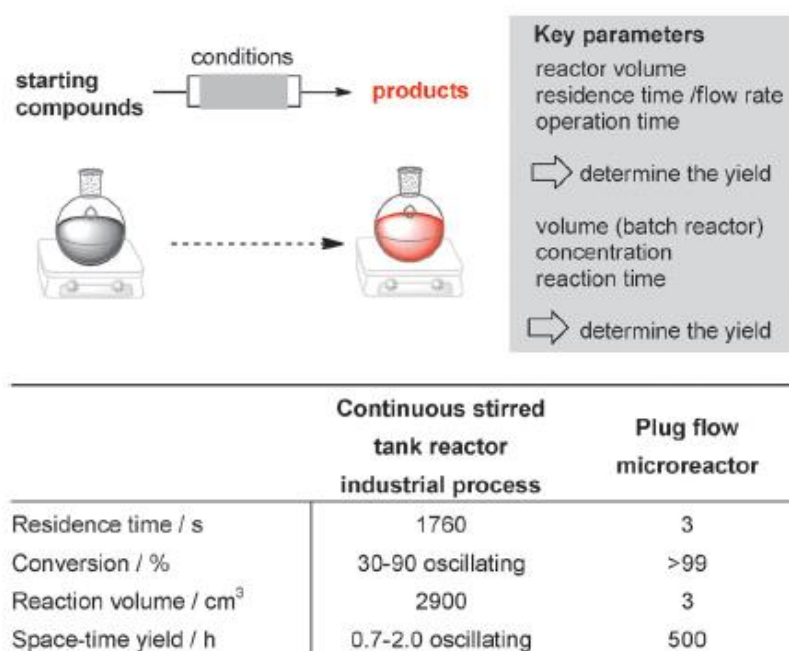 conditions
starting
compounds
products
Key parameters
reactor volume
residence time /flow rate
operation time
determine the yield
volume (batch reactor)
concentration
reaction time
determine the yield
Continuous stirred
tank reactor
industrial process
Plug flow
microreactor
Residence time / s 1760 3
Conversion / % 30-90 oscillating >99
Reaction volume / cm³ 2900 3
Space-time yield / h 0.7-2.0 oscillating 500